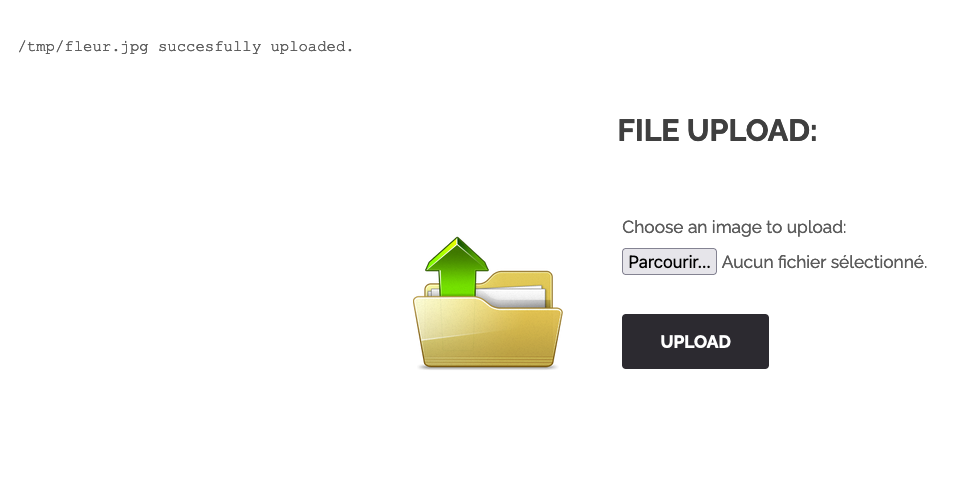 /tmp/fleur.jpg succesfully uploaded.
FILE UPLOAD:
Choose an image to upload:
Parcourir... Aucun fichier sélectionné.
UPLOAD